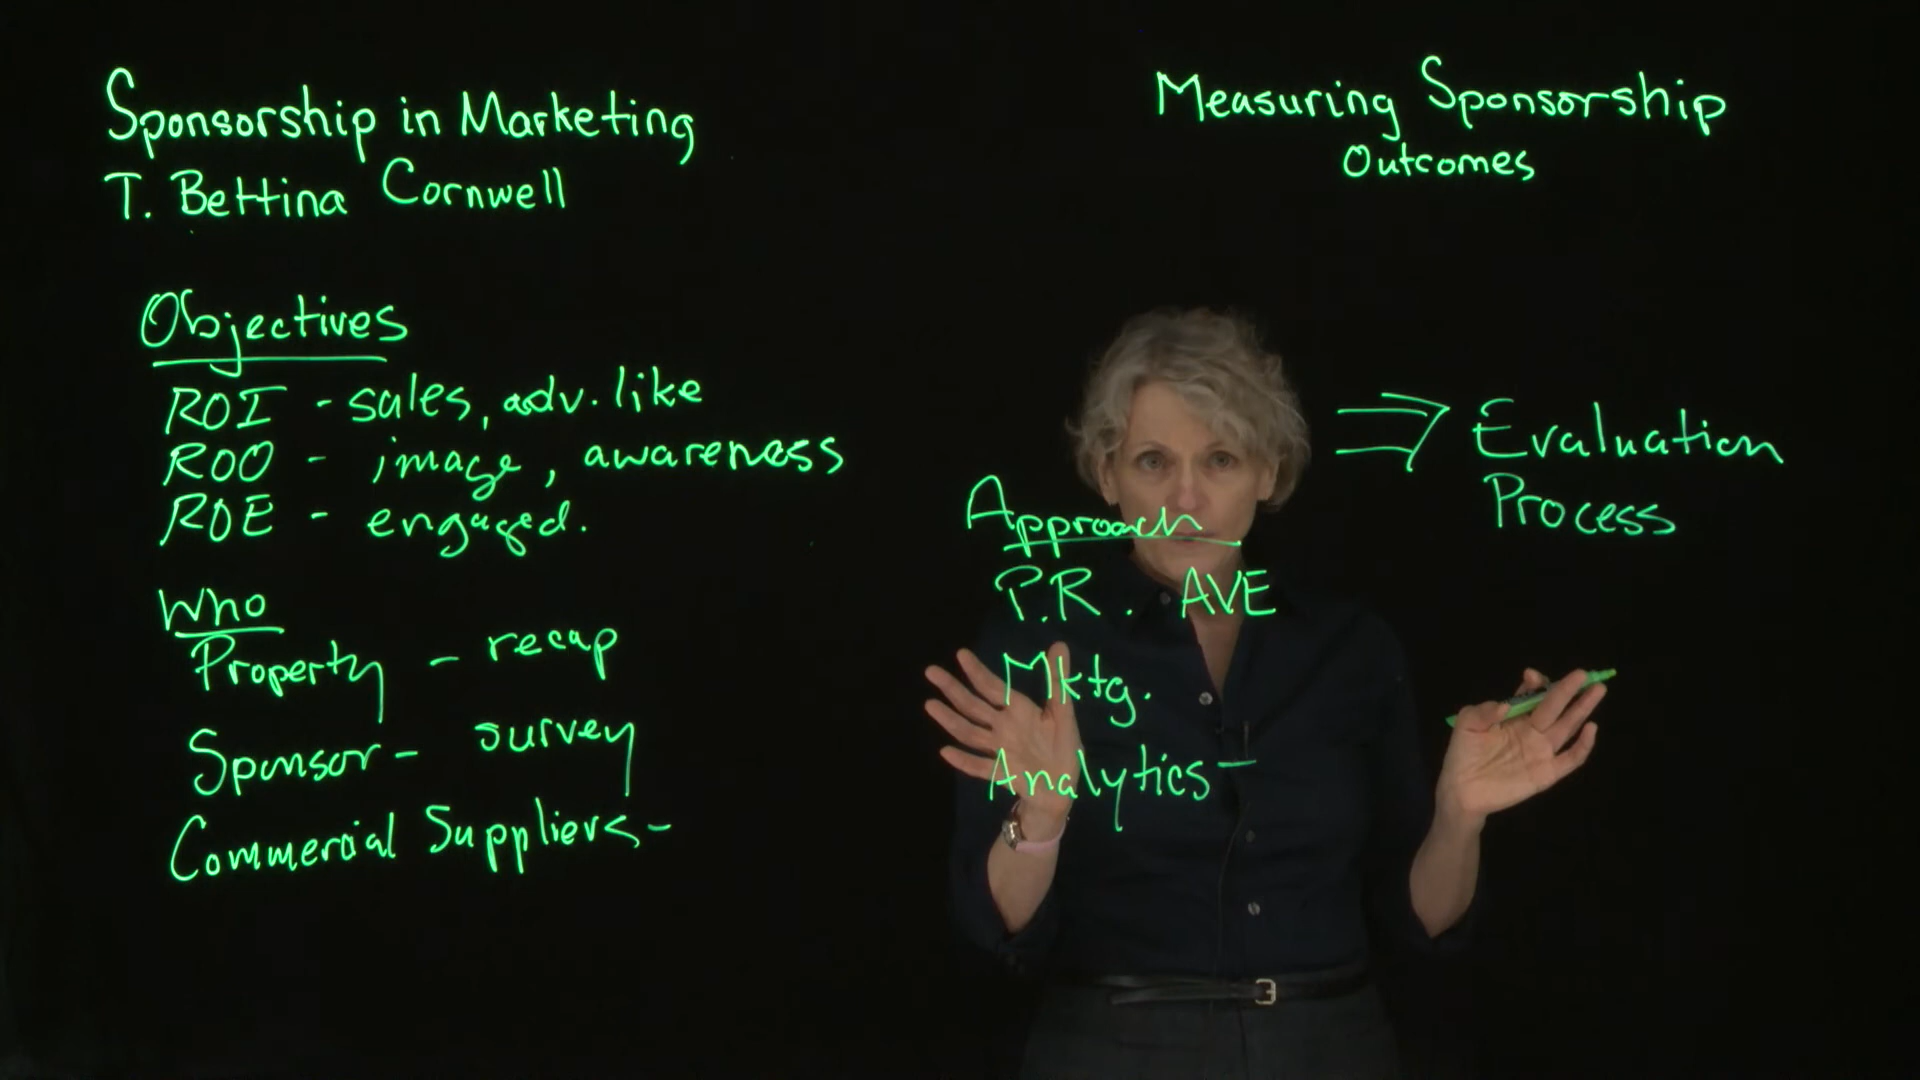 Sponsorship in Marketing
T. Bettina Cornwell
Objectives
ROI - sales, adv. like
ROO - image, awareness
ROE - engaged.
Who
Property - recap
Sponsor - survey
Commercial Suppliers -
Measuring Sponsorship
Outcomes
Approach
P.R. AVE
Mktg.
Analytics -
⇒ Evaluation
Process